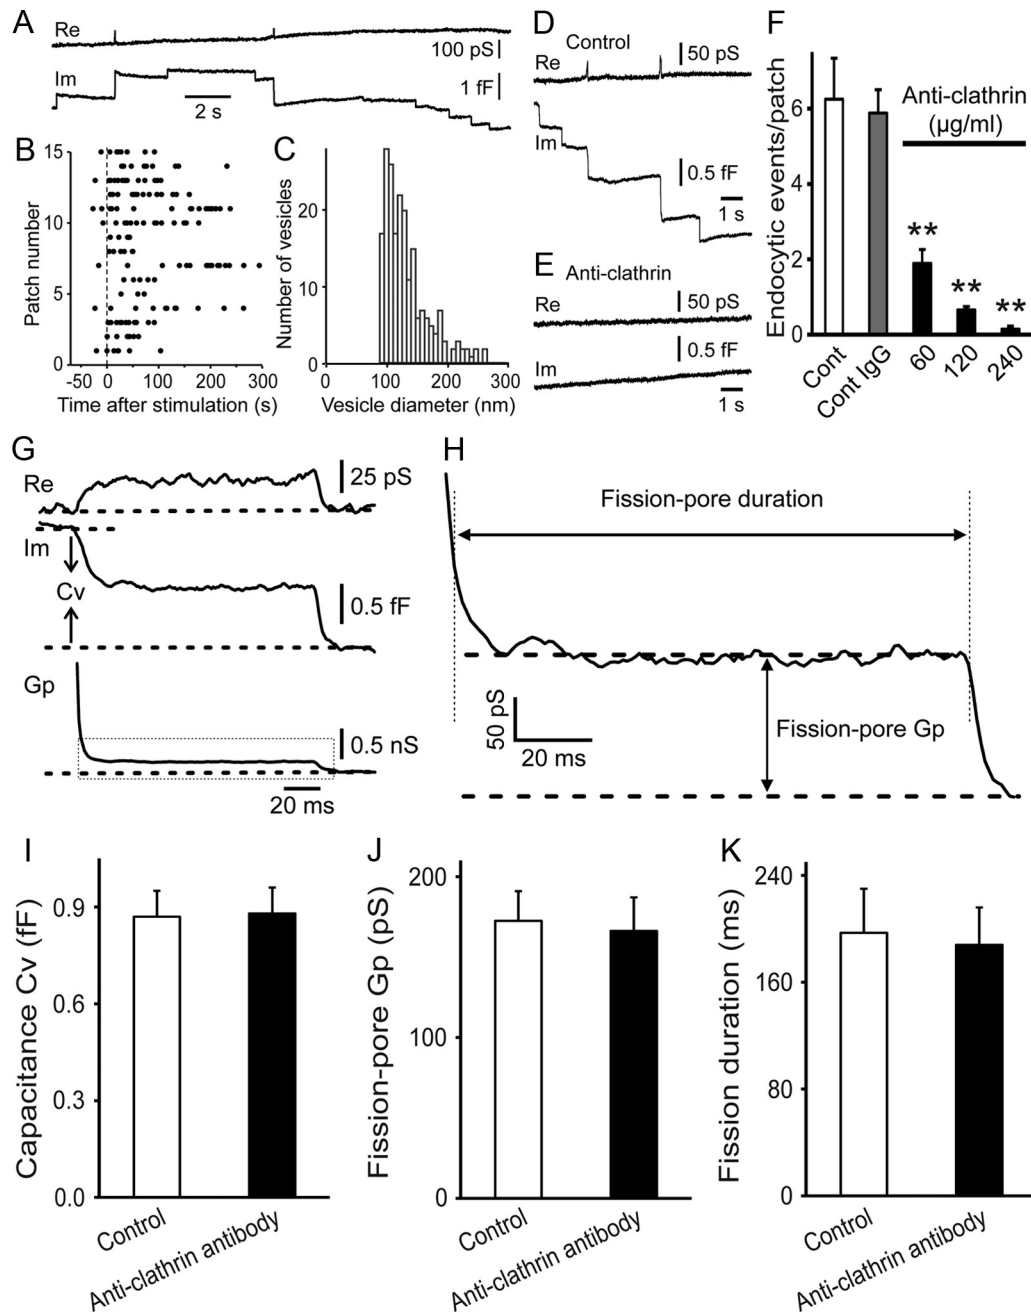 A
Re
100 pS
Im
1 fF
2 s
B
15
10
5
0
Patch number
-50 0 100 200 300
Time after stimulation (s)
C
20
10
0
Number of vesicles
0 100 200 300
Vesicle diameter (nm)
D
Control
Re
50 pS
Im
0.5 fF
1 s
E
Anti-clathrin
Re
50 pS
Im
0.5 fF
1 s
F
Endocytic events/patch
6
4
2
0
Anti-clathrin
(µg/ml)
**
**
**
Cont
Cont IgG
60
120
240
G
Re
25 pS
Im
Cv
0.5 fF
Gp
0.5 nS
20 ms
H
Fission-pore duration
50 pS
20 ms
Fission-pore Gp
I
Capacitance Cv (fF)
0.9
0.6
0.3
0.0
Control
Anti-clathrin antibody
J
Fission-pore Gp (pS)
200
100
0
Control
Anti-clathrin antibody
K
Fission duration (ms)
240
160
80
0
Control
Anti-clathrin antibody